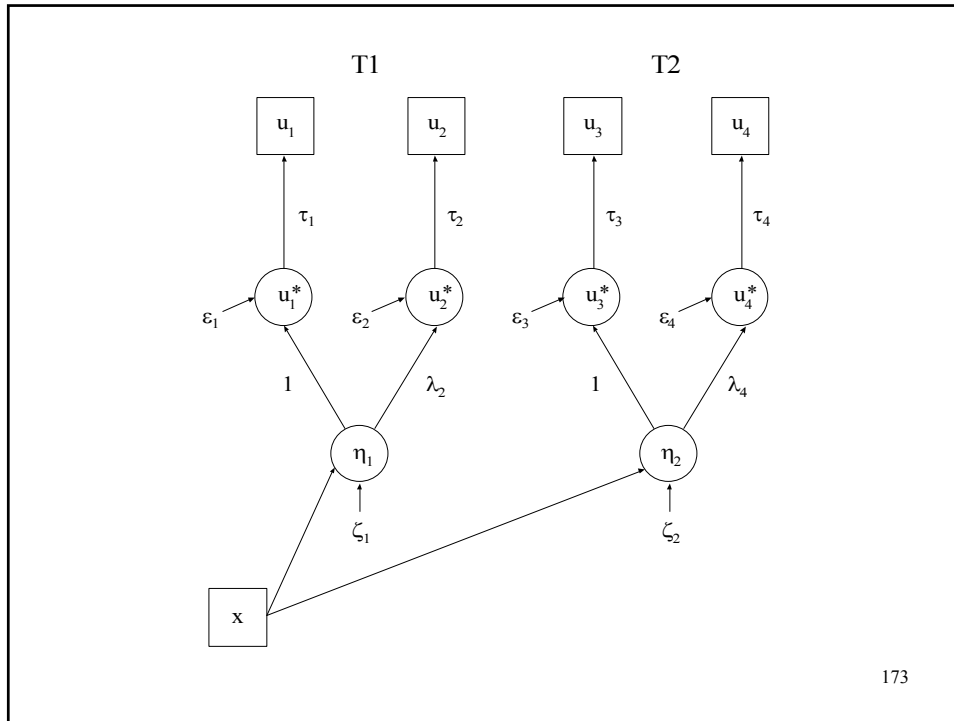 T1 T2
u₁ u₂ u₃ u₄
τ₁ τ₂ τ₃ τ₄
u₁* u₂* u₃* u₄*
ε₁ ε₂ ε₃ ε₄
1 λ₂ 1 λ₄
η₁ η₂
ζ₁ ζ₂
x
173